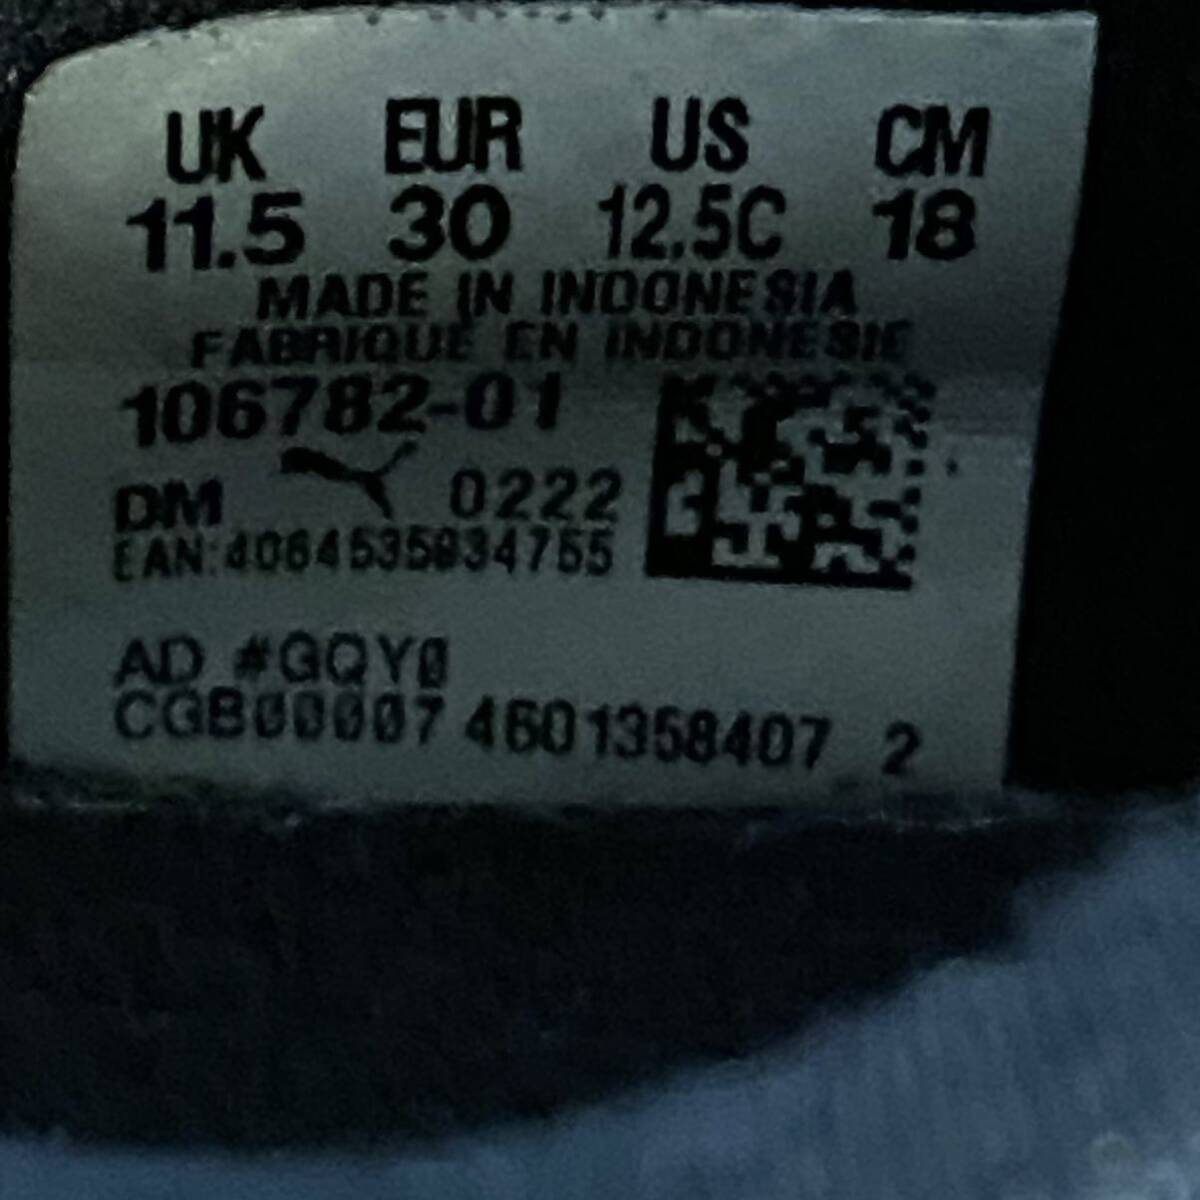 UK EUR US CM
11.5 30 12.5C 18
MADE IN INDONESIA
FABRIQUE EN INDONESIE
106782-01
DM 0222
EAN:4064535934755
AD #GQY0
CGB00007 4601358407 2